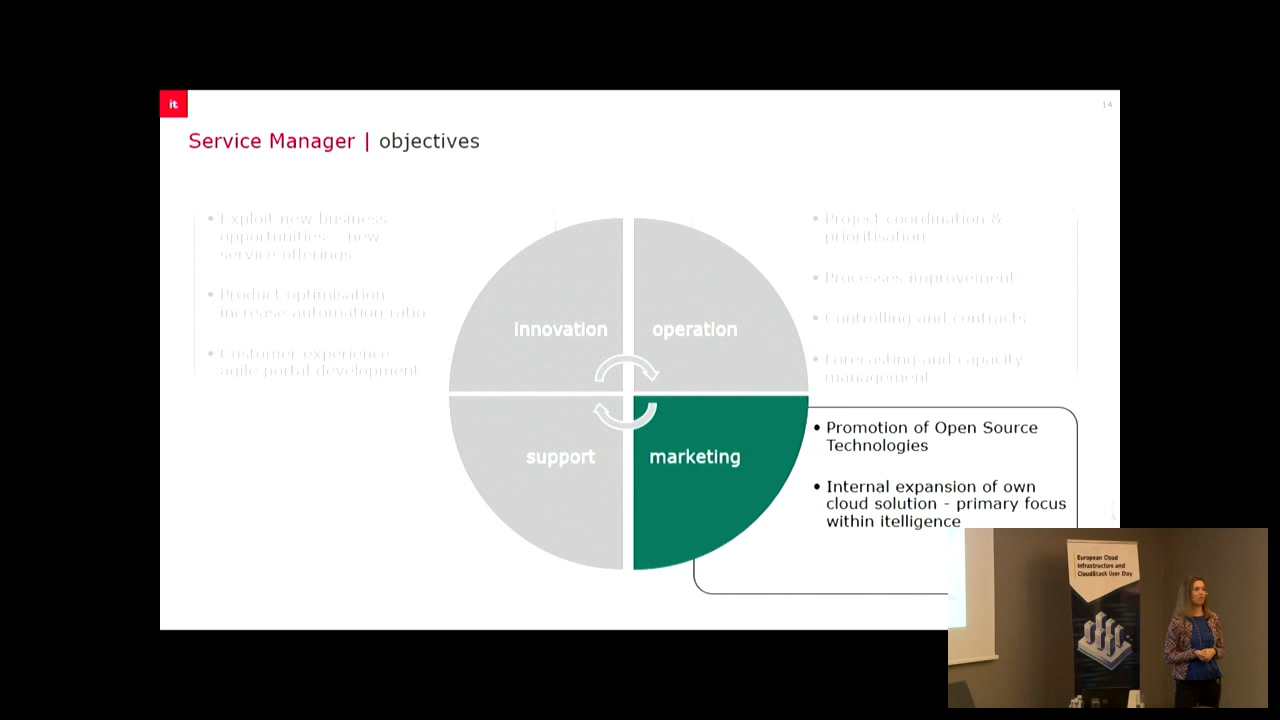 it
14
Service Manager | objectives
• Exploit new business
opportunities – new
service offerings
• Product optimisation
increase automation ratio
• Customer experience
agile portal development
innovation
operation
• Project coordination &
prioritisation
• Processes improvement
• Controlling and contracts
• Forecasting and capacity
management
support
marketing
• Promotion of Open Source
Technologies
• Internal expansion of own
cloud solution - primary focus
within itelligence
European Cloud
Infrastructure and
CloudStack User Day